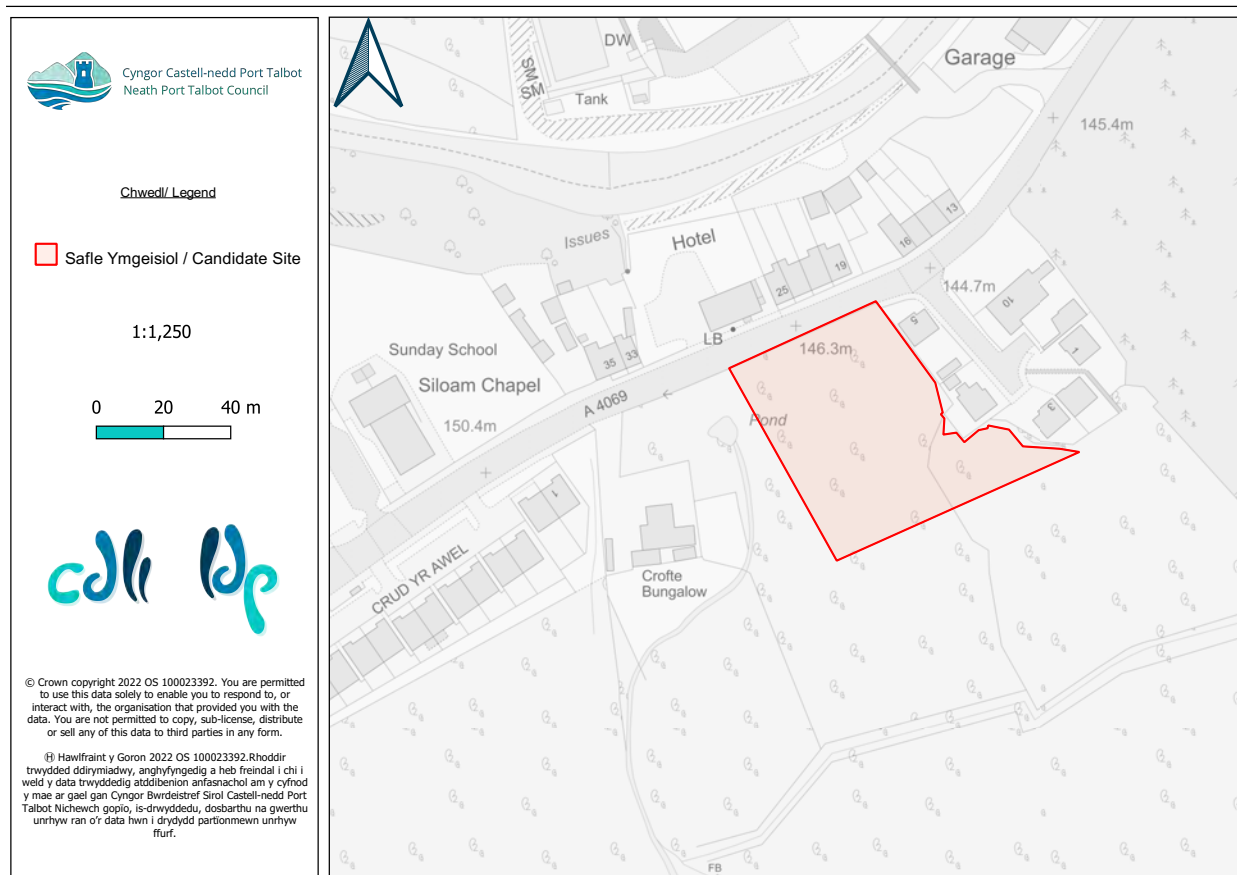 Cyngor Castell-nedd Port Talbot
Neath Port Talbot Council
Chwedl/ Legend
Safle Ymgeisiol / Candidate Site
1:1,250
0 20 40 m
cdll ldp
© Crown copyright 2022 OS 100023392. You are permitted
to use this data solely to enable you to respond to, or
interact with, the organisation that provided you with the
data. You are not permitted to copy, sub-license, distribute
or sell any of this data to third parties in any form.
Ⓗ Hawlfraint y Goron 2022 OS 100023392.Rhoddir
trwydded ddirymiadwy, anghyfyngedig a heb freindal i chi i
weld y data trwyddedig atddibenion anfasnachol am y cyfnod
y mae ar gael gan Cyngor Bwrdeistref Sirol Castell-nedd Port
Talbot Nichewch gopïo, is-drwyddedu, dosbarthu na gwerthu
unrhyw ran o'r data hwn i drydydd partïonmewn unrhyw
ffurf.
DW
SM
SM
Tank
Garage
145.4m
Issues
Hotel
13
16
19
25
144.7m
10
5
1
3
LB
146.3m
Sunday School
Siloam Chapel
35
33
A 4069
150.4m
Pond
1
CRUD YR AWEL
Crofte
Bungalow
FB